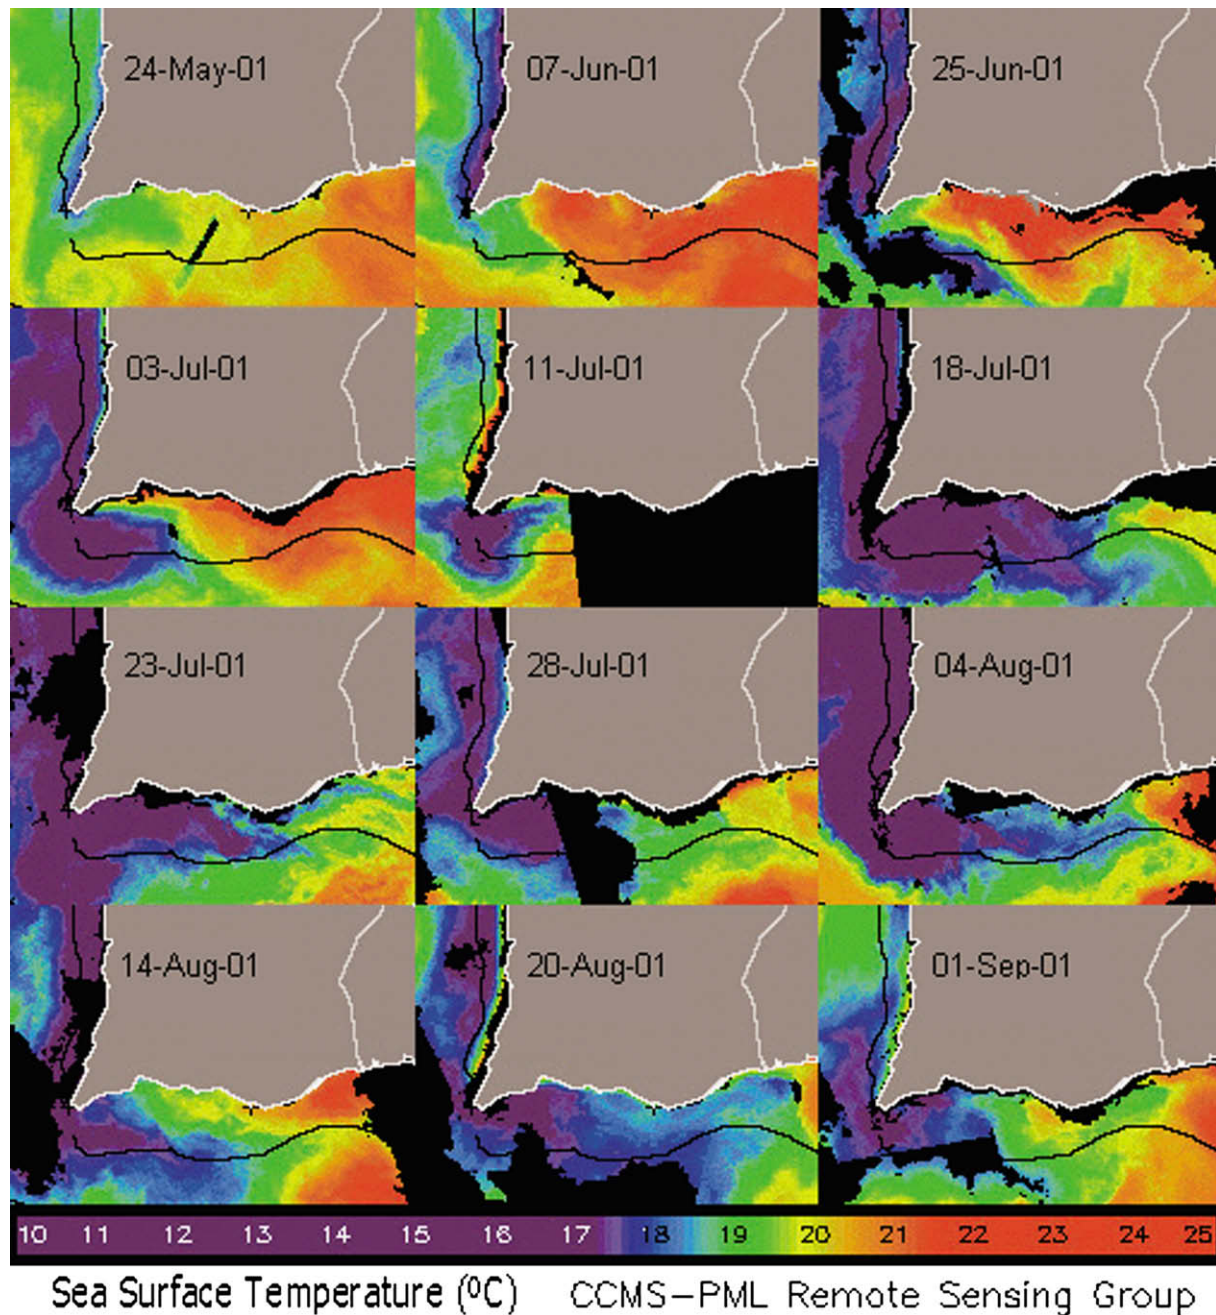 24-May-01 07-Jun-01 25-Jun-01
03-Jul-01 11-Jul-01 18-Jul-01
23-Jul-01 28-Jul-01 04-Aug-01
14-Aug-01 20-Aug-01 01-Sep-01
10 11 12 13 14 15 16 17 18 19 20 21 22 23 24 25
Sea Surface Temperature (⁰C) CCMS-PML Remote Sensing Group